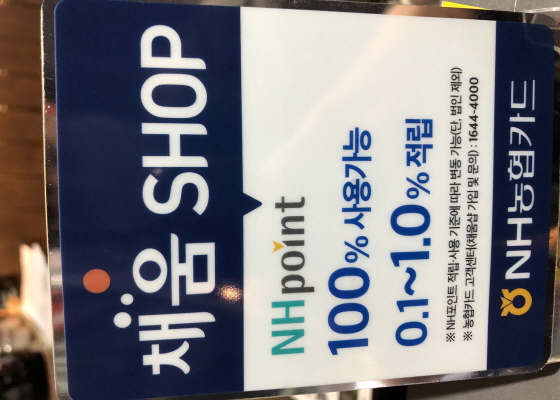 채움 SHOP
NHpoint
100% 사용가능
0.1~1.0% 적립
※ NH포인트 적립·사용 기준에 따라 변동 가능(단, 법인 제외)
※ 농협카드 고객센터(채움샵 가입 및 문의) : 1644-4000
NH농협카드